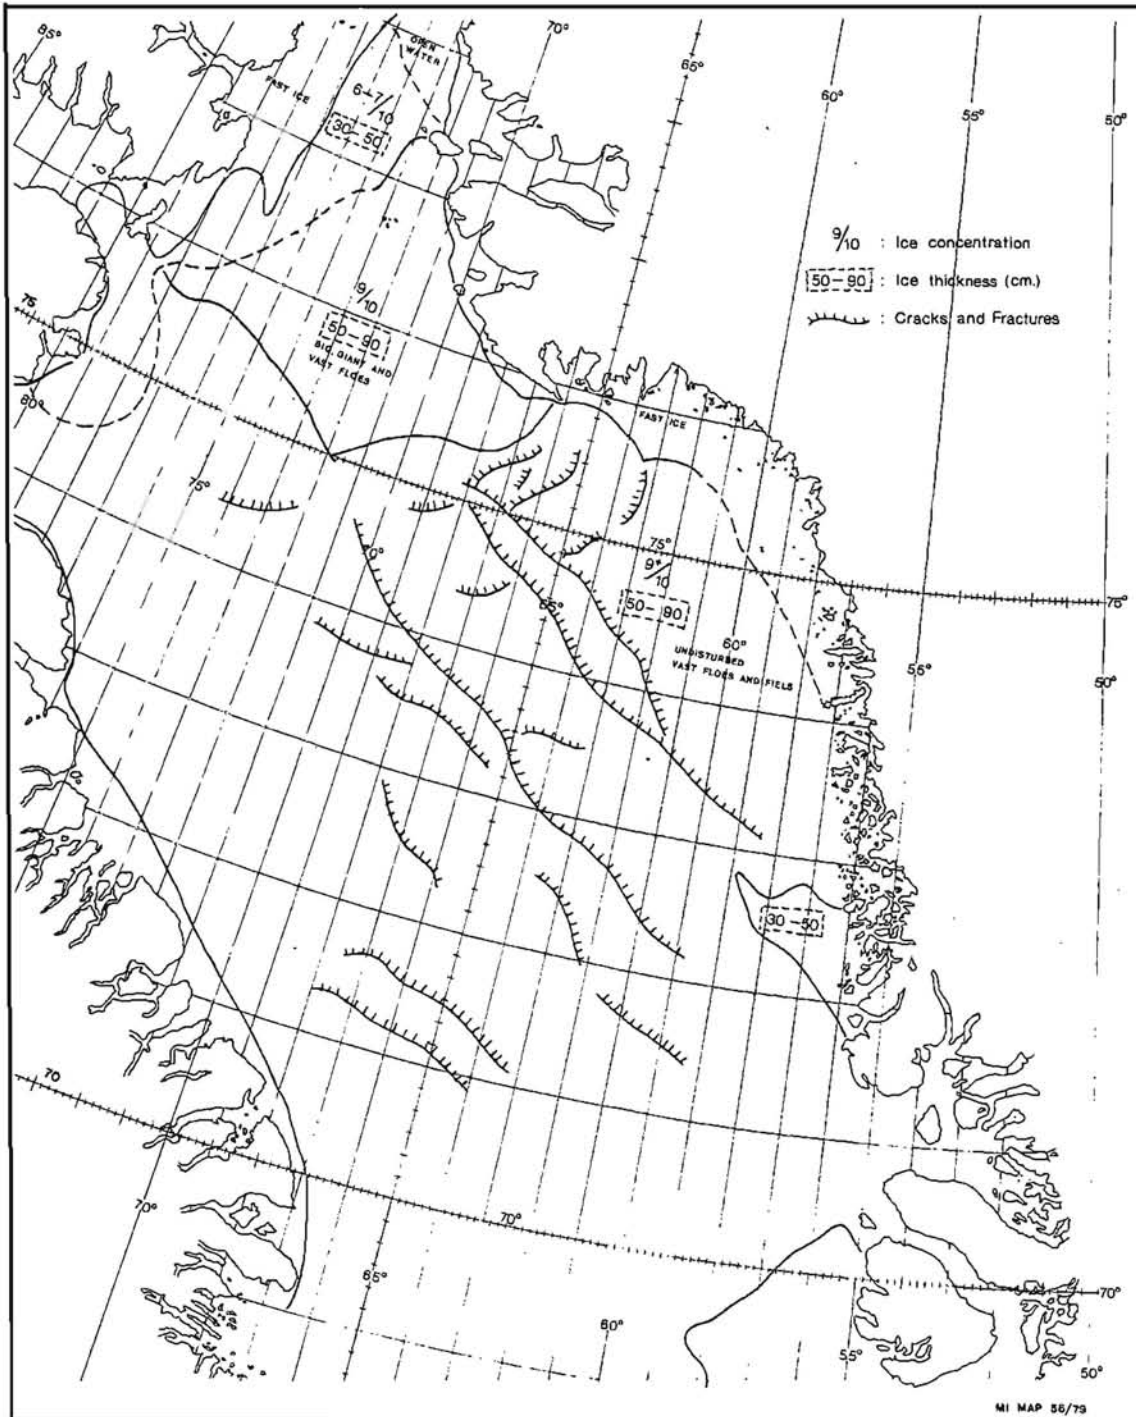 85°
OPEN
WATER
70°
65°
60°
55°
50°
FAST ICE
6-7/10
30-50
9/10 : Ice concentration
50-90 : Ice thickness (cm.)
: Cracks and Fractures
75
9/10
50-90
BIG, GIANT AND
VAST FLOES
80°
FAST ICE
75°
70°
75°
9+/10
50-90
65°
60°
UNDISTURBED
VAST FLOES AND FIELS
75°
55°
50°
30-50
70
70°
70°
65°
60°
55°
70°
50°
MI MAP 56/79